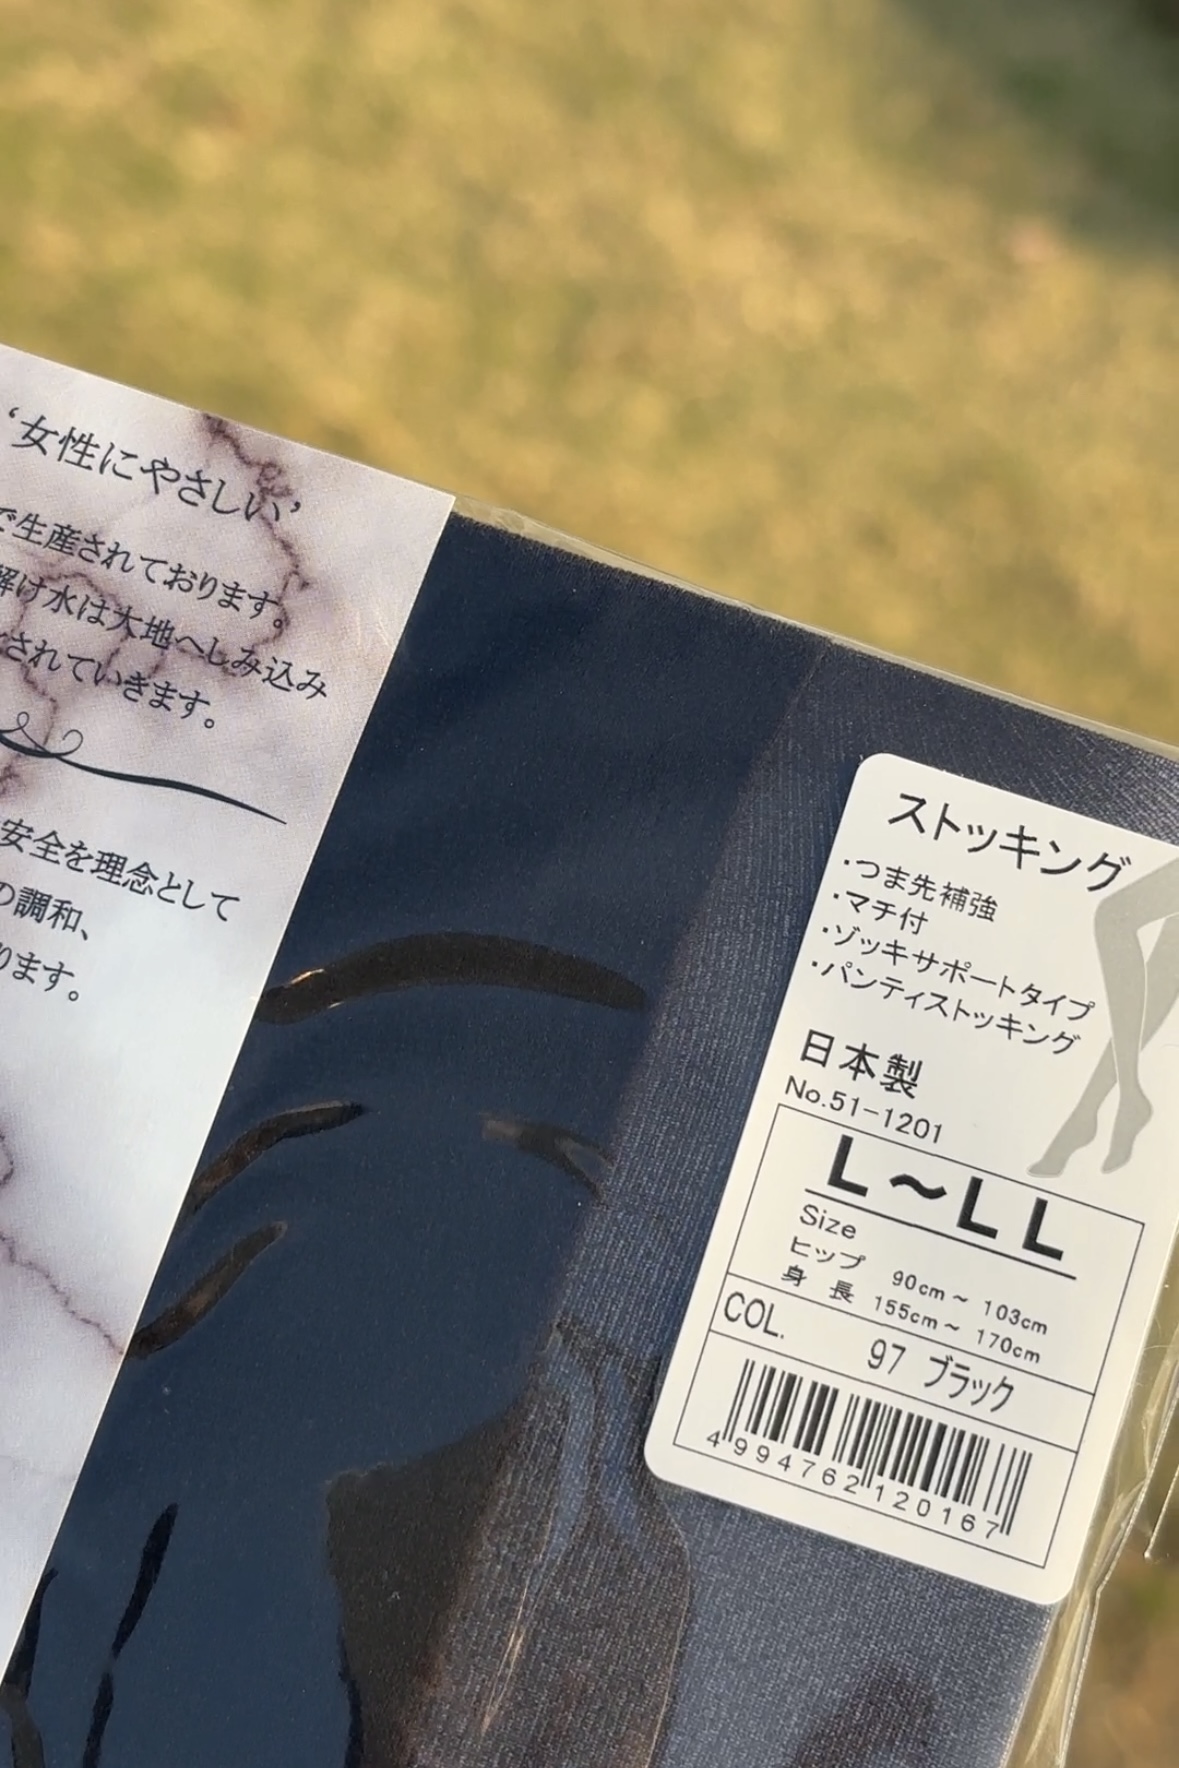 ‘女性にやさしい’
で生産されております。
解け水は大地へしみ込み
されていきます。
安全を理念として
の調和、
ります。
ストッキング
・つま先補強
・マチ付
・ゾッキサポートタイプ
・パンティストッキング
日本製
No.51-1201
L～LL
Size
ヒップ 90cm～103cm
身長 155cm～170cm
COL. 97 ブラック
4994762120167